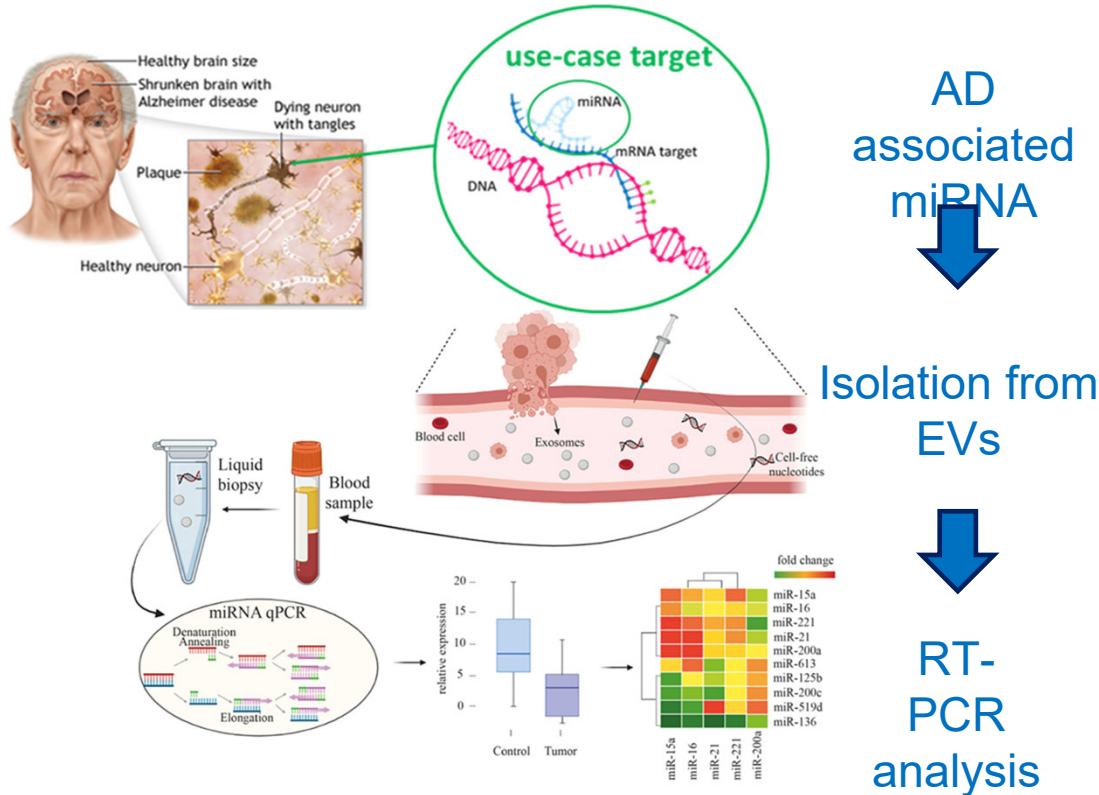 Healthy brain size
Shrunken brain with
Alzheimer disease
Dying neuron
with tangles
Plaque
Healthy neuron
use-case target
miRNA
mRNA target
DNA
AD
associated
miRNA
Isolation from
EVs
RT-
PCR
analysis
Blood cell
Exosomes
Cell-free
nucleotides
Liquid
biopsy
Blood
sample
miRNA qPCR
Denaturation
Annealing
Elongation
relative expression
20
15
10
5
0
Control
Tumor
fold change
miR-15a
miR-16
miR-221
miR-21
miR-200a
miR-613
miR-125b
miR-200c
miR-519d
miR-136
miR-15a
miR-16
miR-21
miR-221
miR-200a